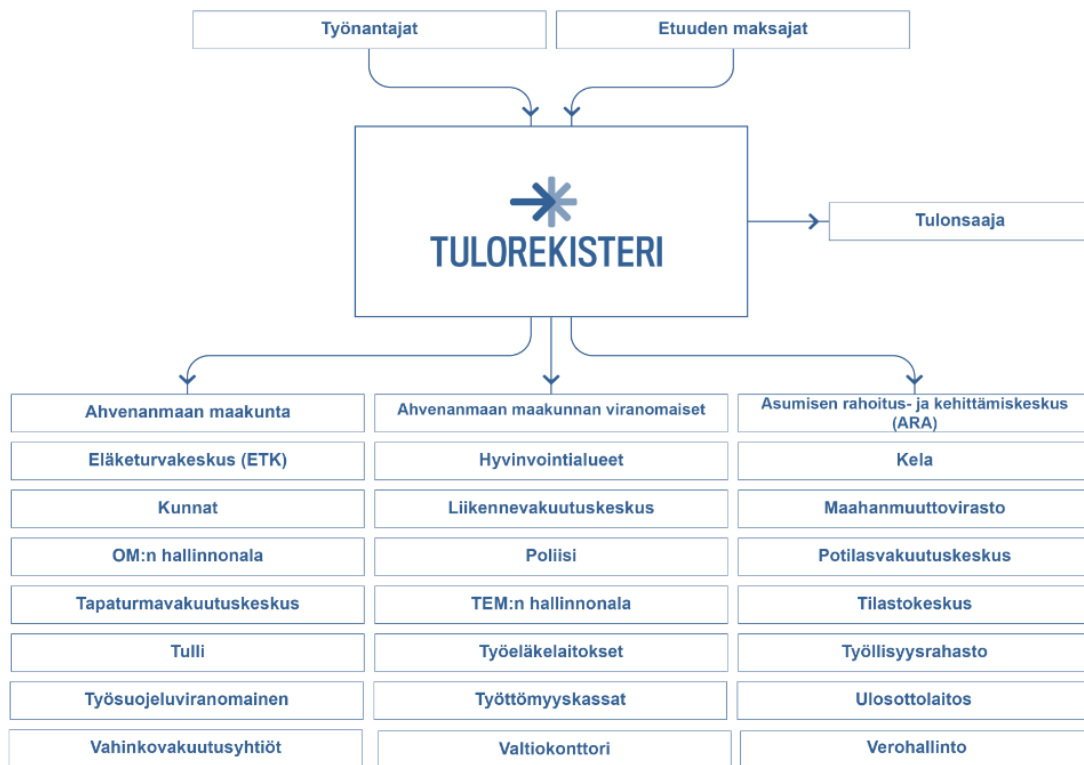 Työnantajat
Etuuden maksajat
TULOREKISTERI
Tulonsaaja
Ahvenanmaan maakunta
Ahvenanmaan maakunnan viranomaiset
Asumisen rahoitus- ja kehittämiskeskus
(ARA)
Eläketurvakeskus (ETK)
Hyvinvointialueet
Kela
Kunnat
Liikennevakuutuskeskus
Maahanmuuttovirasto
OM:n hallinnonala
Poliisi
Potilasvakuutuskeskus
Tapaturmavakuutuskeskus
TEM:n hallinnonala
Tilastokeskus
Tulli
Työeläkelaitokset
Työllisyysrahasto
Työsuojeluviranomainen
Työttömyyskassat
Ulosottolaitos
Vahinkovakuutusyhtiöt
Valtiokonttori
Verohallinto